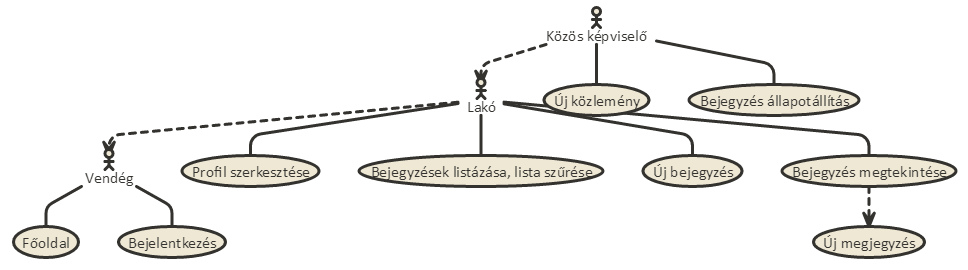 Közös képviselő
Új közlemény
Bejegyzés állapotállítás
Lakó
Vendég
Profil szerkesztése
Bejegyzések listázása, lista szűrése
Új bejegyzés
Bejegyzés megtekintése
Főoldal
Bejelentkezés
Új megjegyzés